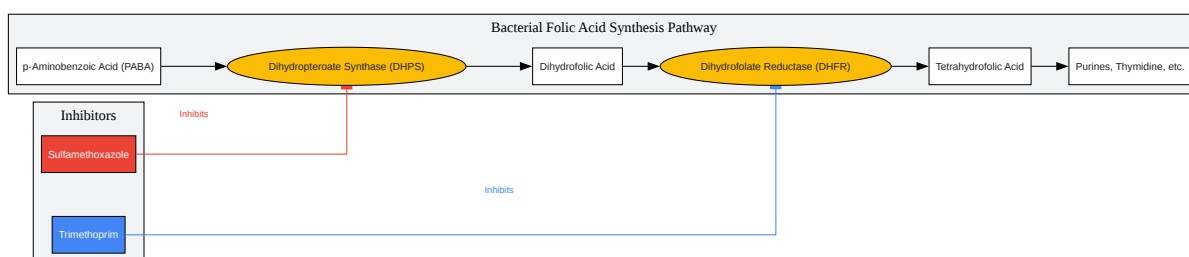 Bacterial Folic Acid Synthesis Pathway
p-Aminobenzoic Acid (PABA)
Dihydropteroate Synthase (DHPS)
Dihydrofolic Acid
Dihydrofolate Reductase (DHFR)
Tetrahydrofolic Acid
Purines, Thymidine, etc.
Inhibitors
Inhibits
Sulfamethoxazole
Inhibits
Trimethoprim